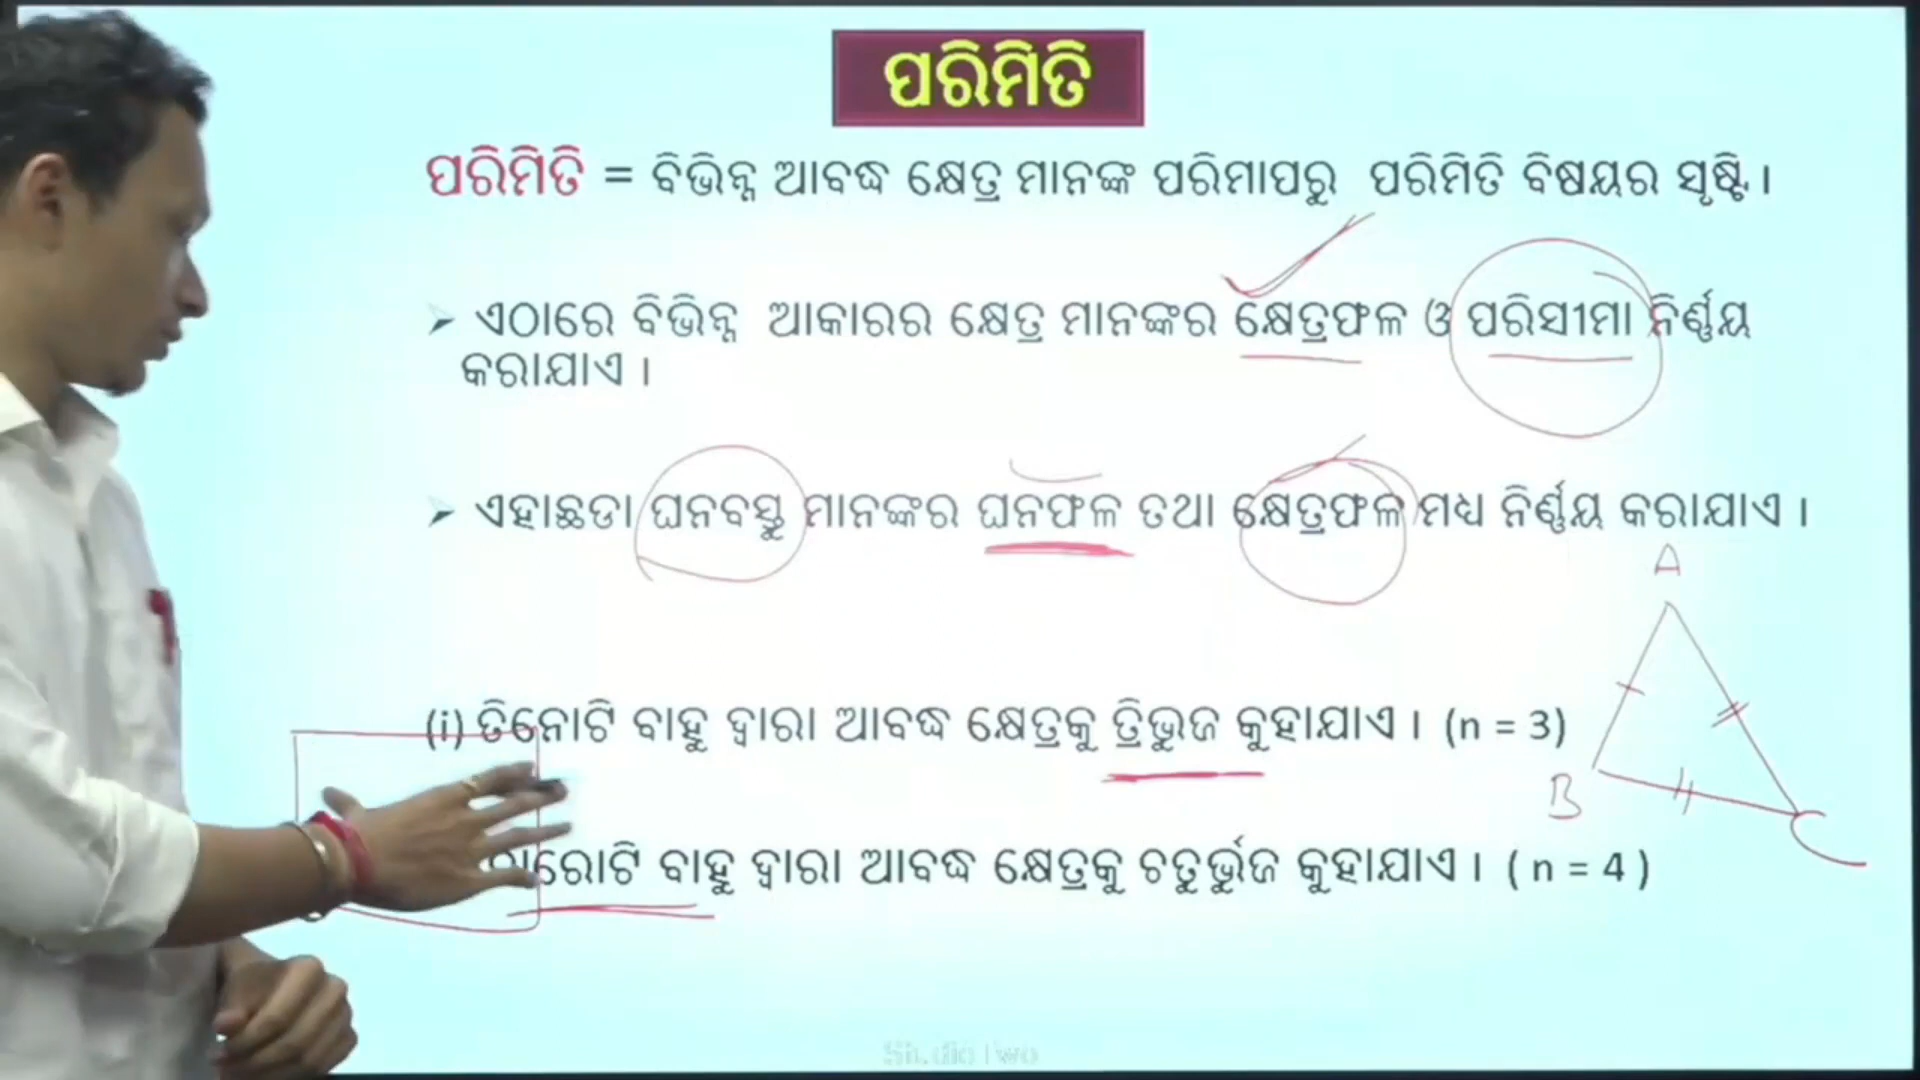 ପରିମିତି
ପରିମିତି = ବିଭିନ୍ନ ଆବଦ୍ଧ କ୍ଷେତ୍ର ମାନଙ୍କ ପରିମାପରୁ ପରିମିତି ବିଷୟର ସୃଷ୍ଟି ।
➢ ଏଠାରେ ବିଭିନ୍ନ ଆକାରର କ୍ଷେତ୍ର ମାନଙ୍କର କ୍ଷେତ୍ରଫଳ ଓ ପରିସୀମା ନିର୍ଣ୍ଣୟ
କରାଯାଏ ।
➢ ଏହାଛଡା ଘନବସ୍ତୁ ମାନଙ୍କର ଘନଫଳ ତଥା କ୍ଷେତ୍ରଫଳ ମଧ୍ୟ ନିର୍ଣ୍ଣୟ କରାଯାଏ ।
A
(i) ତିନୋଟି ବାହୁ ଦ୍ୱାରା ଆବଦ୍ଧ କ୍ଷେତ୍ରକୁ ତ୍ରିଭୁଜ କୁହାଯାଏ । (n = 3)
B
C
ବାହୁ ଦ୍ୱାରା ଆବଦ୍ଧ କ୍ଷେତ୍ରକୁ ଚତୁର୍ଭୁଜ କୁହାଯାଏ । ( n = 4 )